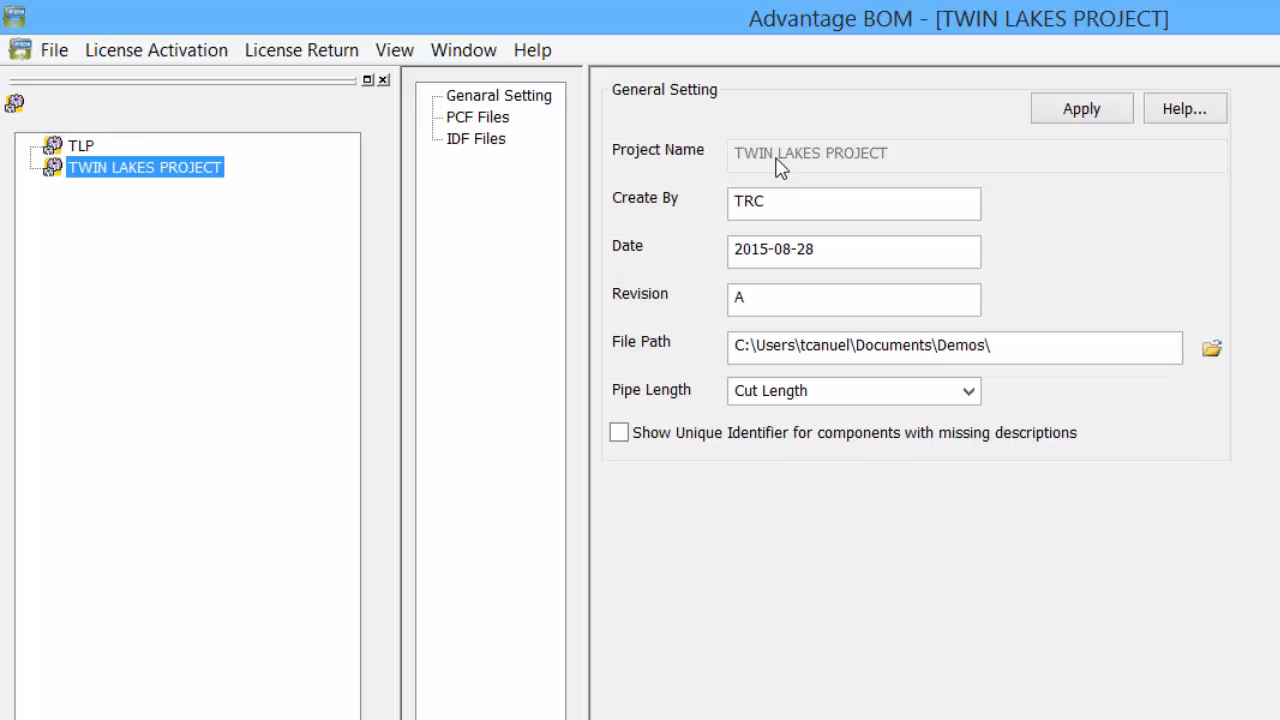 Advantage BOM - [TWIN LAKES PROJECT]
File License Activation License Return View Window Help
TLP
TWIN LAKES PROJECT
Genaral Setting
PCF Files
IDF Files
General Setting
Apply Help...
Project Name TWIN LAKES PROJECT
Create By TRC
Date 2015-08-28
Revision A
File Path C:\Users\tcanuel\Documents\Demos\
Pipe Length Cut Length
Show Unique Identifier for components with missing descriptions